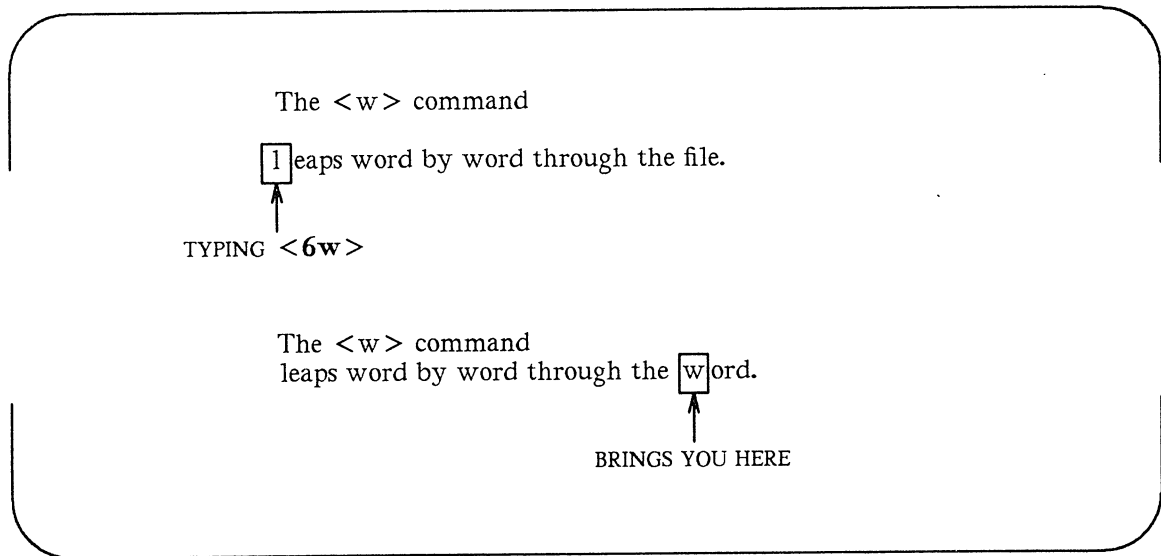 The <w> command
leaps word by word through the file.
TYPING <6w>
The <w> command
leaps word by word through the word.
BRINGS YOU HERE